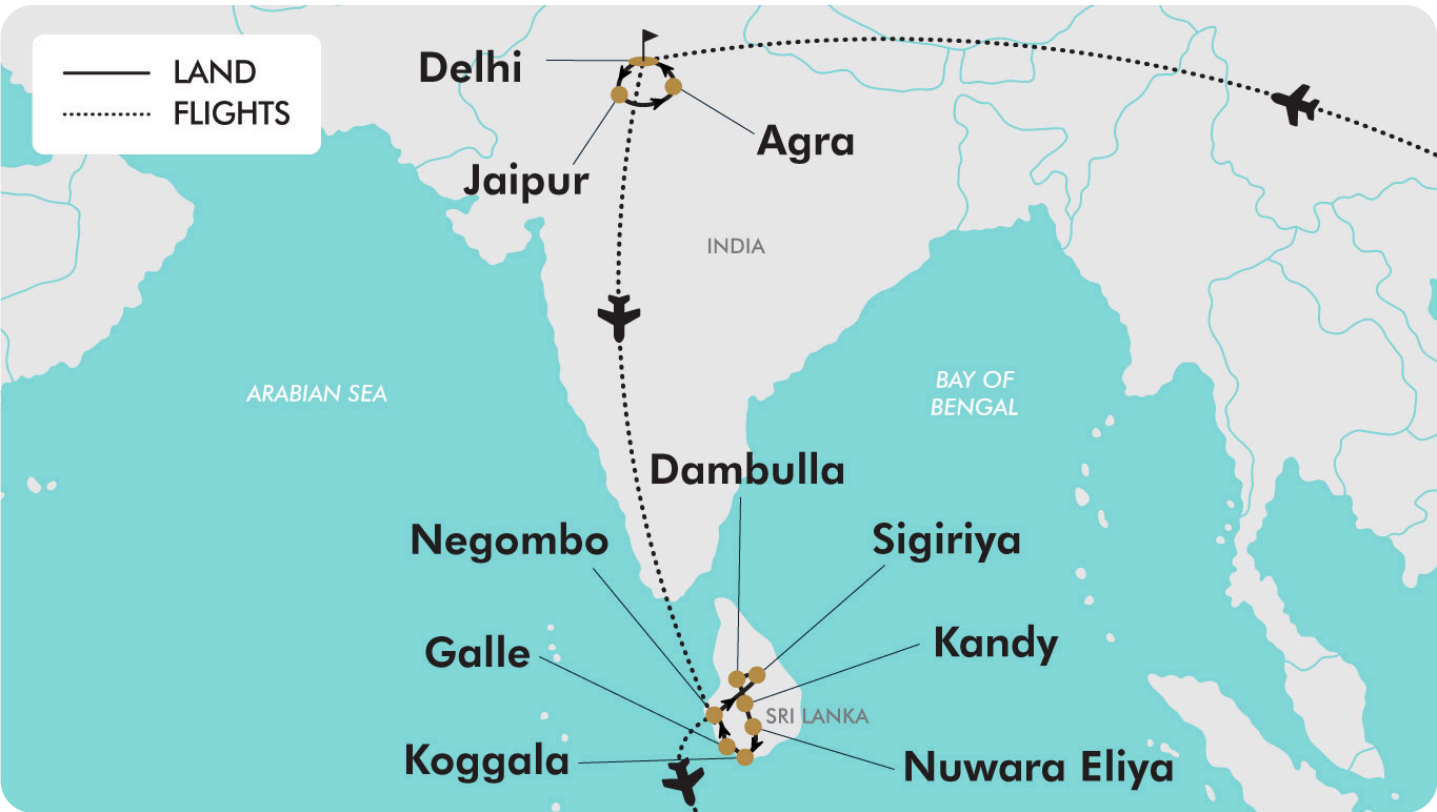 LAND
FLIGHTS
Delhi
Agra
Jaipur
INDIA
ARABIAN SEA
BAY OF
BENGAL
Dambulla
Negombo
Sigiriya
Galle
Kandy
SRI LANKA
Koggala
Nuwara Eliya